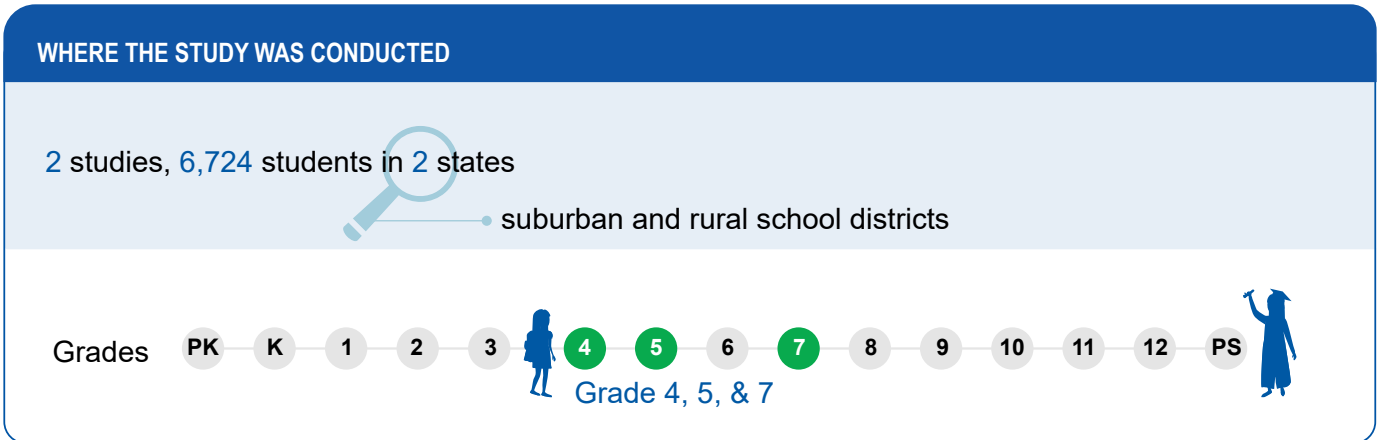 WHERE THE STUDY WAS CONDUCTED
2 studies, 6,724 students in 2 states
suburban and rural school districts
Grades PK K 1 2 3 4 5 6 7 8 9 10 11 12 PS
Grade 4, 5, & 7